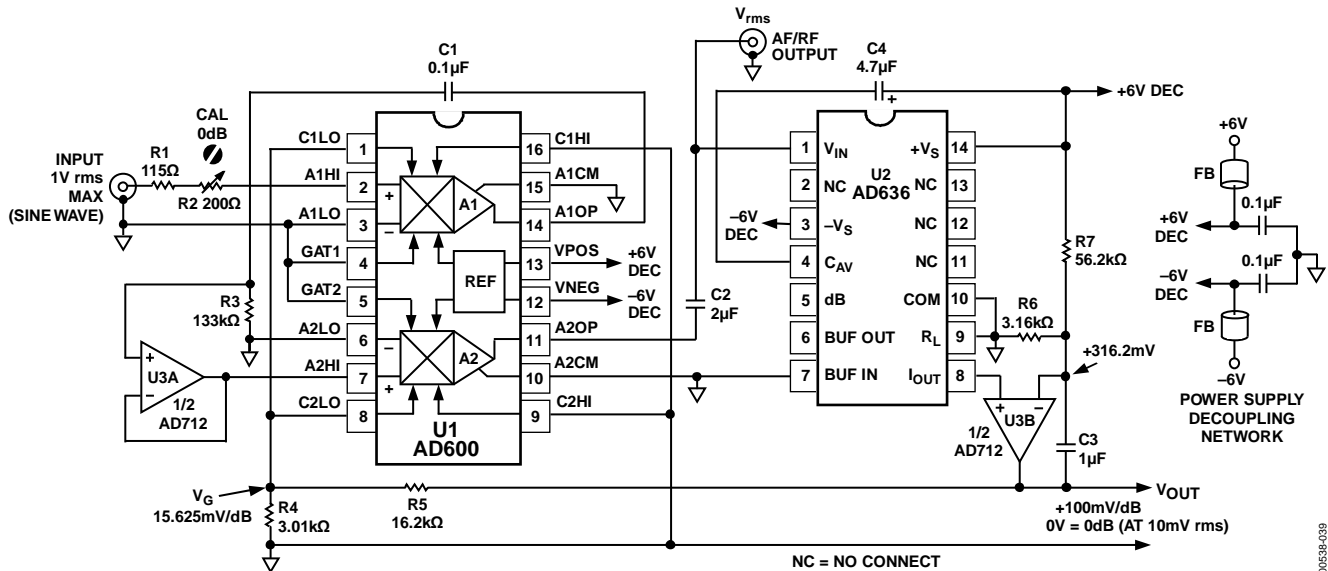 C1
0.1µF
CAL
0dB
INPUT
1V rms
MAX
(SINE WAVE)
R1
115Ω
R2 200Ω
R3
133kΩ
+
U3A
−
1/2
AD712
C1LO
A1HI
A1LO
GAT1
GAT2
A2LO
A2HI
C2LO
1
2
3
4
5
6
7
8
+
−
A1
REF
−
+
A2
U1
AD600
16
15
14
13
12
11
10
9
C1HI
A1CM
A1OP
VPOS
VNEG
A2OP
A2CM
C2HI
+6V
DEC
−6V
DEC
VG
15.625mV/dB
R4
3.01kΩ
R5
16.2kΩ
Vrms
AF/RF
OUTPUT
C2
2µF
C4
4.7µF
+
+6V DEC
−6V
DEC
1 VIN
2 NC
3 −VS
4 CAV
5 dB
6 BUF OUT
7 BUF IN
U2
AD636
+VS 14
NC 13
NC 12
NC 11
COM 10
RL 9
IOUT 8
R7
56.2kΩ
R6
3.16kΩ
+316.2mV
+ −
U3B
1/2
AD712
C3
1µF
VOUT
+100mV/dB
0V = 0dB (AT 10mV rms)
NC = NO CONNECT
+6V
FB
+6V
DEC
0.1µF
−6V
DEC
0.1µF
FB
−6V
POWER SUPPLY
DECOUPLING
NETWORK
00538-039